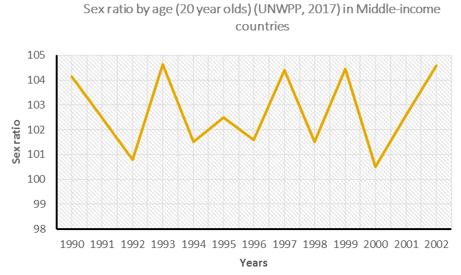 Sex ratio by age (20 year olds) (UNWPP, 2017) in Middle-income
countries
105
104
103
102
101
100
99
98
Sex ratio
1990 1991 1992 1993 1994 1995 1996 1997 1998 1999 2000 2001 2002
Years